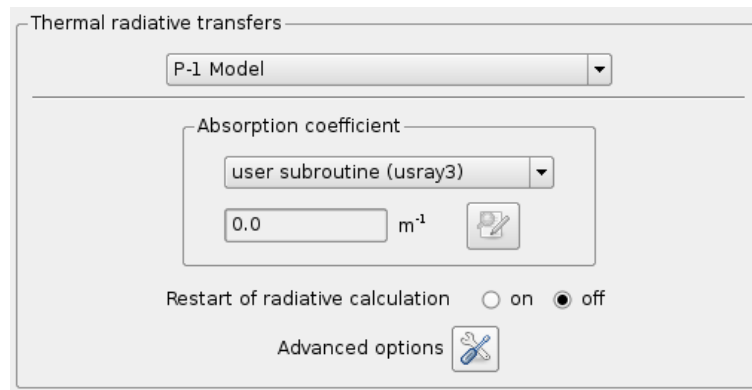 Thermal radiative transfers
P-1 Model
Absorption coefficient
user subroutine (usray3)
0.0 m⁻¹
Restart of radiative calculation on off
Advanced options